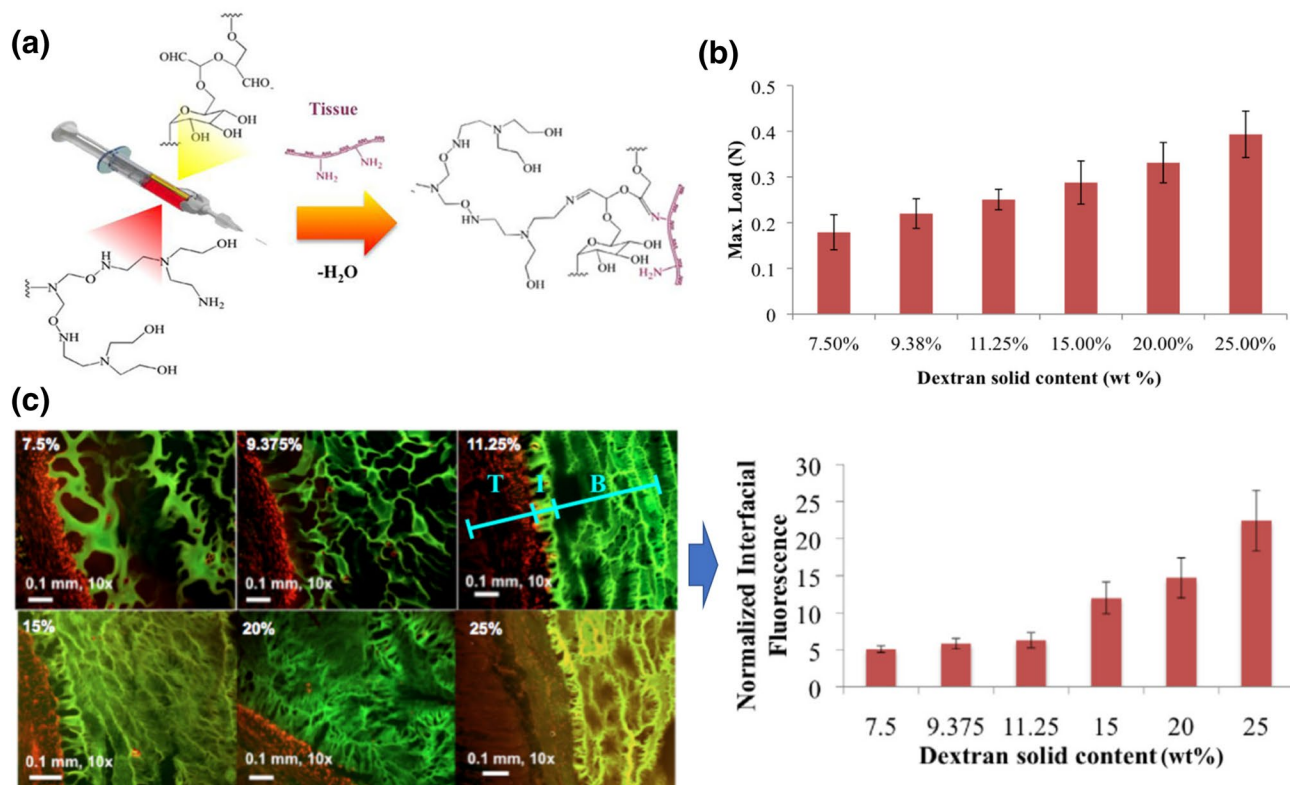 (a)
OHC
O
O
CHO
O
O
OH
OH
OH
Tissue
NH2
NH2
-H2O
OH
H
N
N
O
NH2
N
O
NH
OH
N
OH
OH
N
NH
O
OH
N
O
N
H
N
N
OH
O
O
O
N
O
OH
OH
OH
H2N
(b)
Max. Load (N)
0.5
0.4
0.3
0.2
0.1
0
7.50% 9.38% 11.25% 15.00% 20.00% 25.00%
Dextran solid content (wt %)
(c)
7.5%
0.1 mm, 10x
9.375%
0.1 mm, 10x
11.25%
T I B
0.1 mm, 10x
15%
0.1 mm, 10x
20%
0.1 mm, 10x
25%
0.1 mm, 10x
Normalized Interfacial
Fluorescence
30
25
20
15
10
5
0
7.5 9.375 11.25 15 20 25
Dextran solid content (wt%)